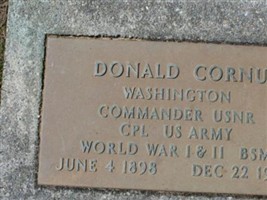 DONALD CORNU
WASHINGTON
COMMANDER USNR
CPL US ARMY
WORLD WAR I & II BSM
JUNE 4 1898 DEC 22 19